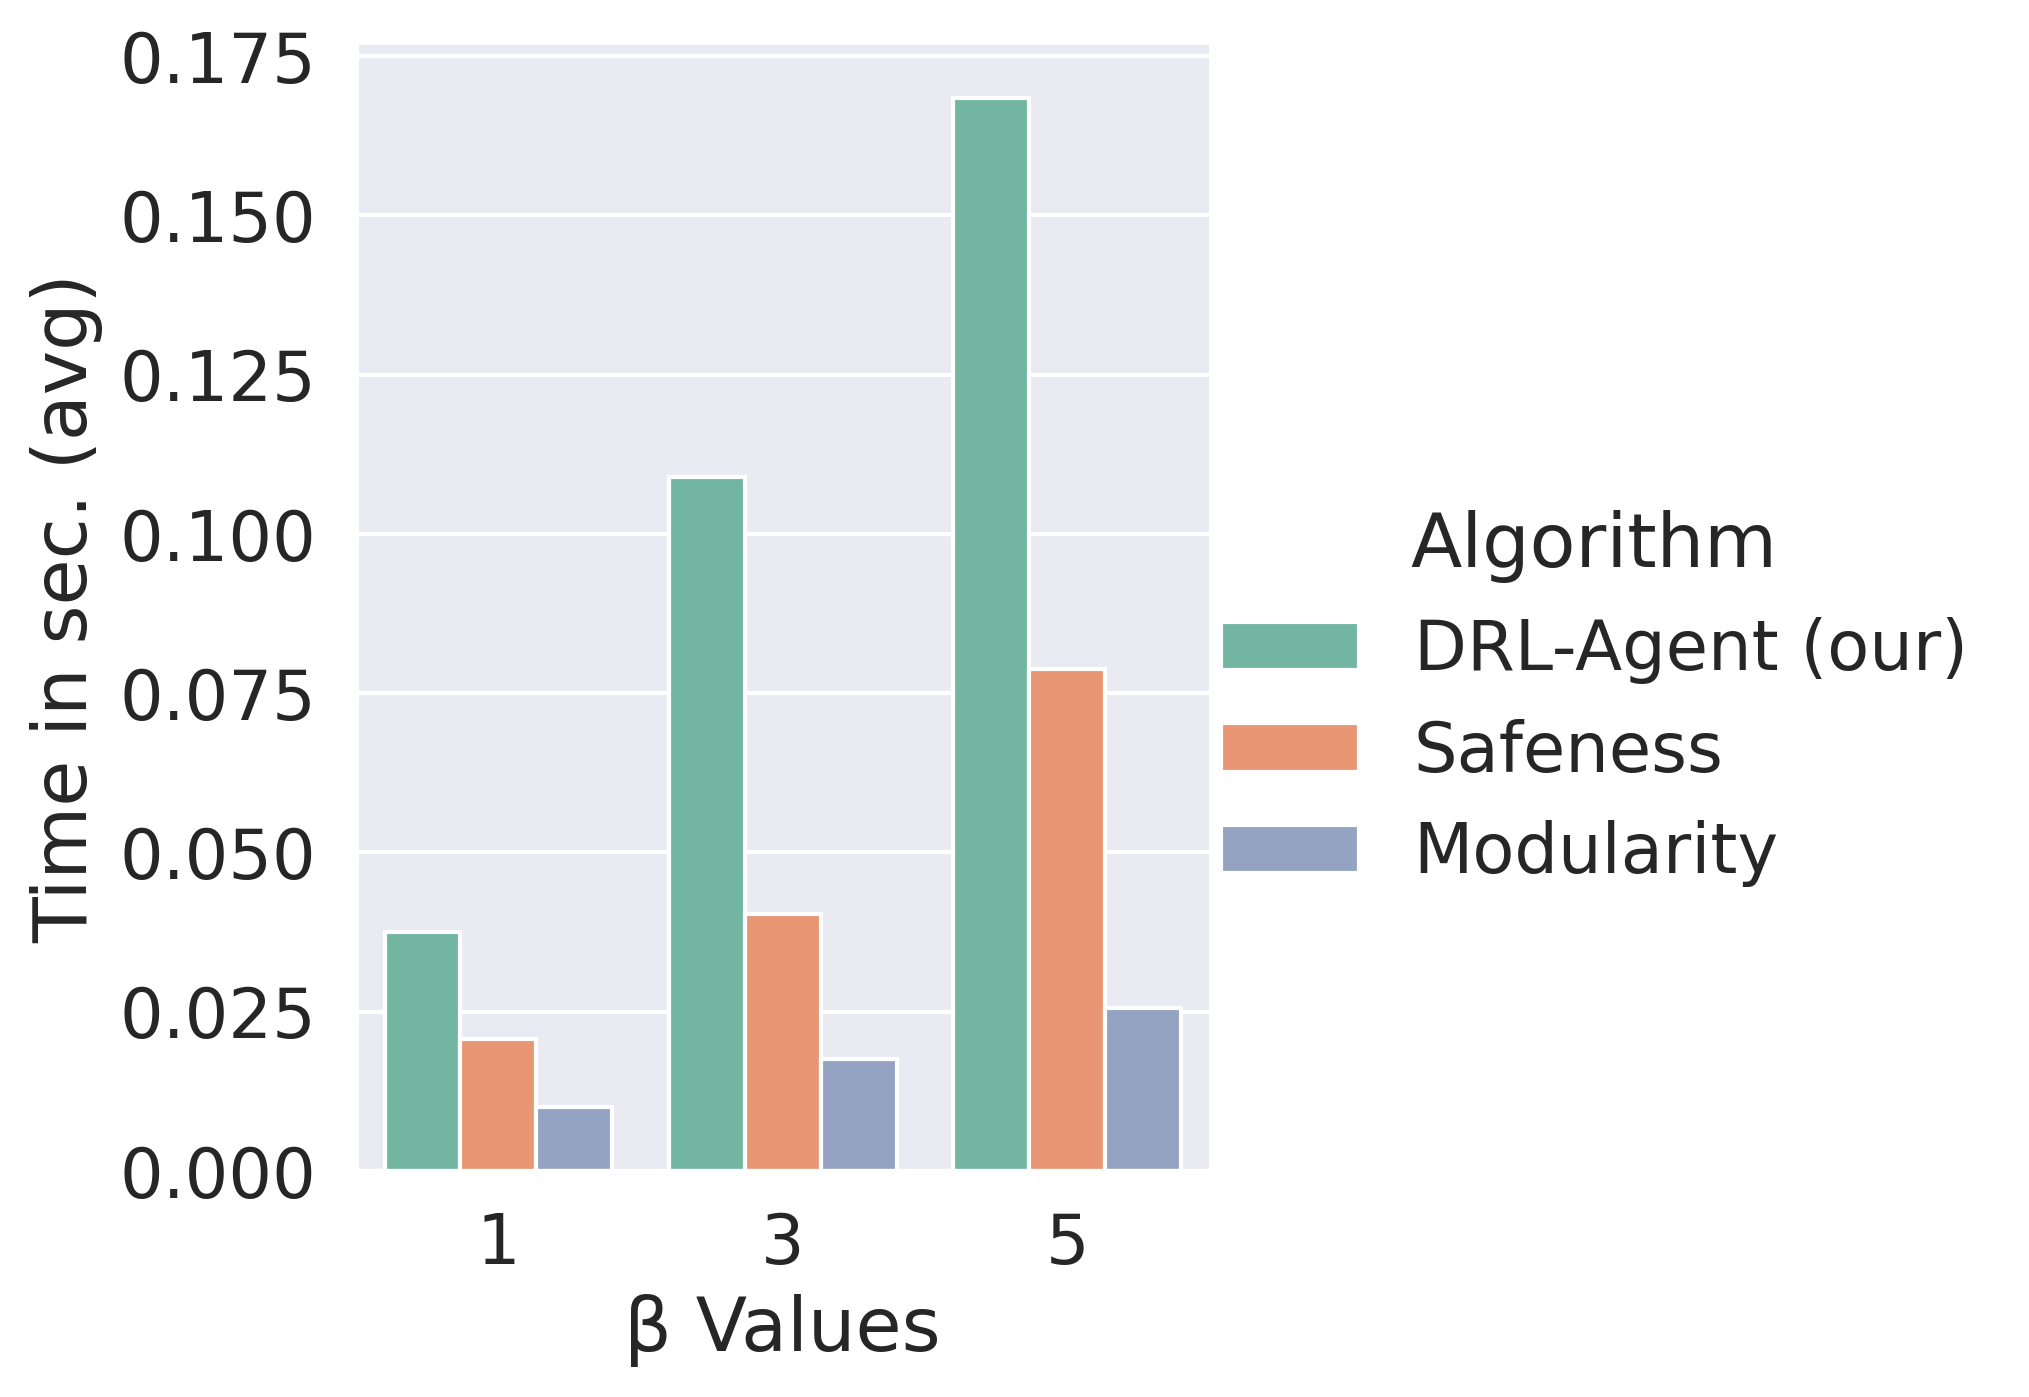 0.175
0.150
0.125
0.100
0.075
0.050
0.025
0.000
Time in sec. (avg)
1 3 5
β Values
Algorithm
DRL-Agent (our)
Safeness
Modularity